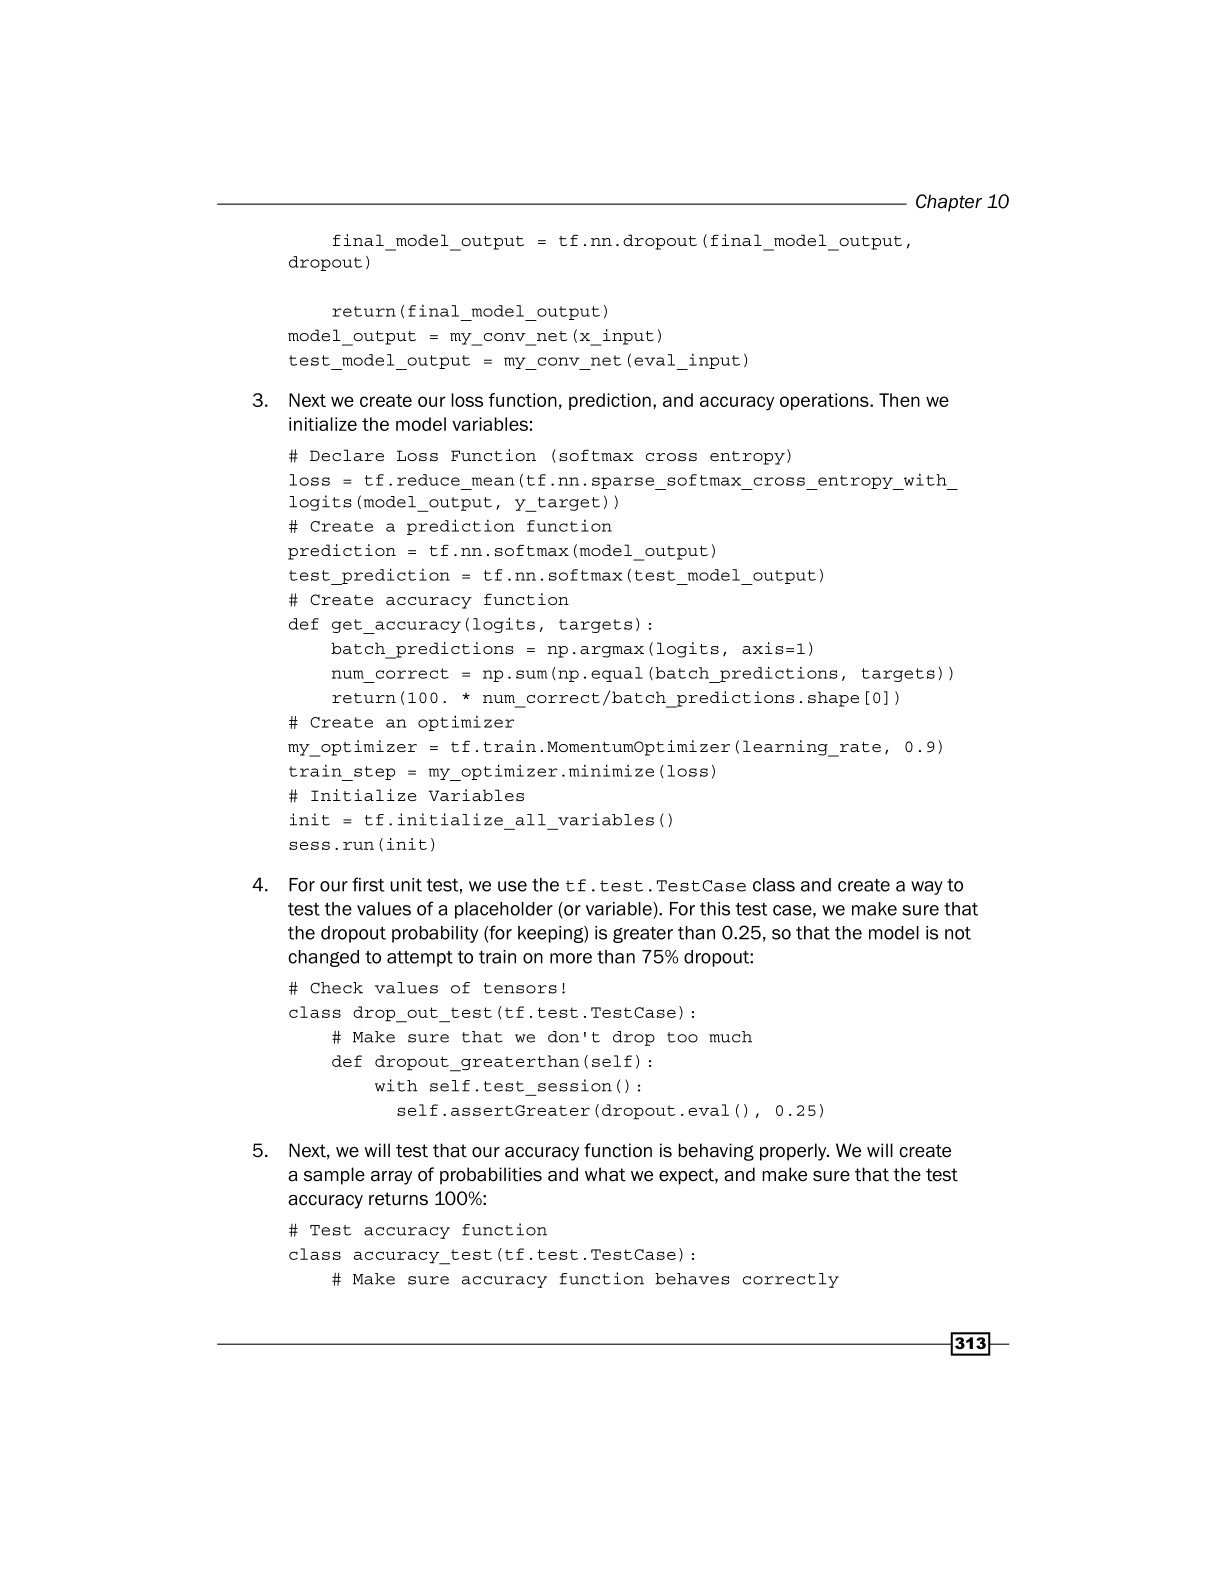 Chapter 10
    final_model_output = tf.nn.dropout(final_model_output,
dropout)
    return(final_model_output)
model_output = my_conv_net(x_input)
test_model_output = my_conv_net(eval_input)
3. Next we create our loss function, prediction, and accuracy operations. Then we
initialize the model variables:
# Declare Loss Function (softmax cross entropy)
loss = tf.reduce_mean(tf.nn.sparse_softmax_cross_entropy_with_
logits(model_output, y_target))
# Create a prediction function
prediction = tf.nn.softmax(model_output)
test_prediction = tf.nn.softmax(test_model_output)
# Create accuracy function
def get_accuracy(logits, targets):
    batch_predictions = np.argmax(logits, axis=1)
    num_correct = np.sum(np.equal(batch_predictions, targets))
    return(100. * num_correct/batch_predictions.shape[0])
# Create an optimizer
my_optimizer = tf.train.MomentumOptimizer(learning_rate, 0.9)
train_step = my_optimizer.minimize(loss)
# Initialize Variables
init = tf.initialize_all_variables()
sess.run(init)
4. For our first unit test, we use the tf.test.TestCase class and create a way to
test the values of a placeholder (or variable). For this test case, we make sure that
the dropout probability (for keeping) is greater than 0.25, so that the model is not
changed to attempt to train on more than 75% dropout:
# Check values of tensors!
class drop_out_test(tf.test.TestCase):
    # Make sure that we don't drop too much
    def dropout_greaterthan(self):
        with self.test_session():
          self.assertGreater(dropout.eval(), 0.25)
5. Next, we will test that our accuracy function is behaving properly. We will create
a sample array of probabilities and what we expect, and make sure that the test
accuracy returns 100%:
# Test accuracy function
class accuracy_test(tf.test.TestCase):
    # Make sure accuracy function behaves correctly
313